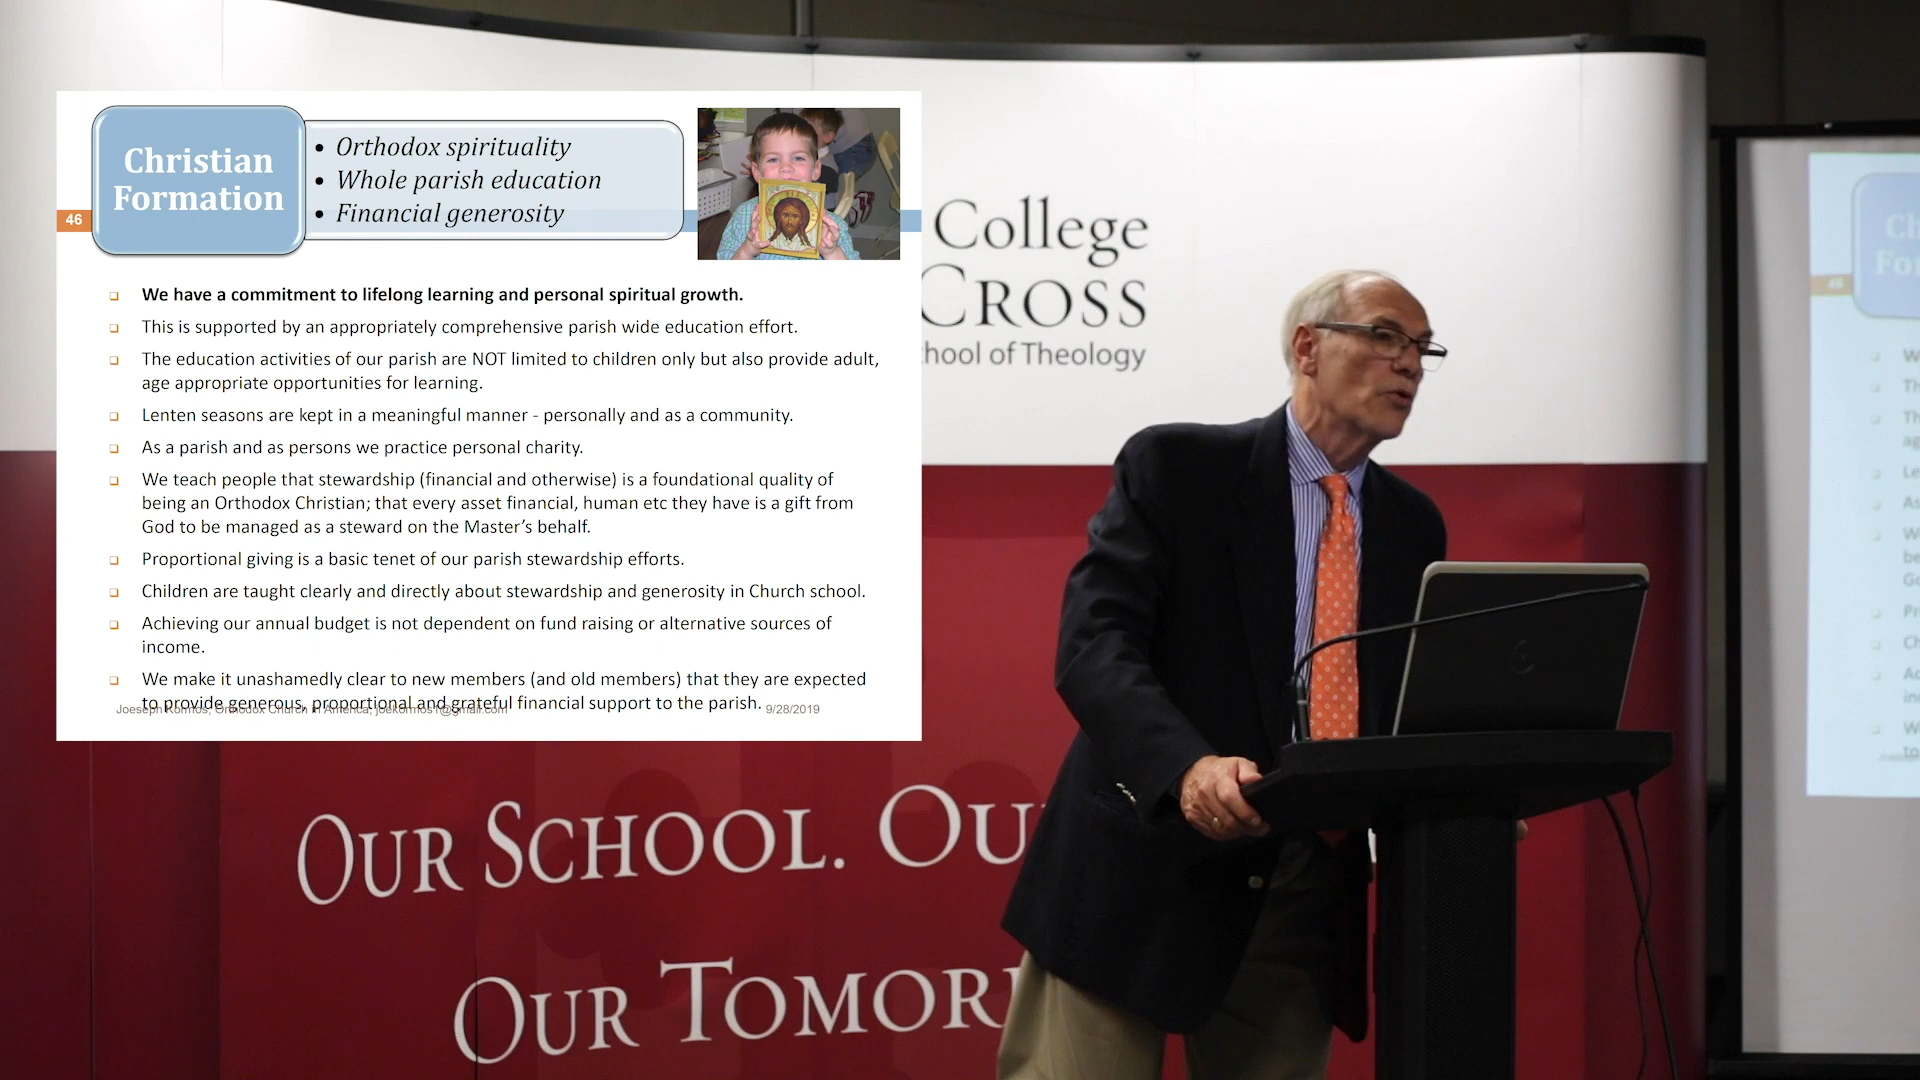 Christian
Formation
• Orthodox spirituality
• Whole parish education
• Financial generosity
46
We have a commitment to lifelong learning and personal spiritual growth.
This is supported by an appropriately comprehensive parish wide education effort.
The education activities of our parish are NOT limited to children only but also provide adult,
age appropriate opportunities for learning.
Lenten seasons are kept in a meaningful manner - personally and as a community.
As a parish and as persons we practice personal charity.
We teach people that stewardship (financial and otherwise) is a foundational quality of
being an Orthodox Christian; that every asset financial, human etc they have is a gift from
God to be managed as a steward on the Master’s behalf.
Proportional giving is a basic tenet of our parish stewardship efforts.
Children are taught clearly and directly about stewardship and generosity in Church school.
Achieving our annual budget is not dependent on fund raising or alternative sources of
income.
We make it unashamedly clear to new members (and old members) that they are expected
to provide generous, proportional and grateful financial support to the parish.
Joeseph Kormos, Orthodox Church in America, joekormos1@gmail.com 9/28/2019
College
CROSS
hool of Theology
OUR SCHOOL. OU
OUR TOMOR